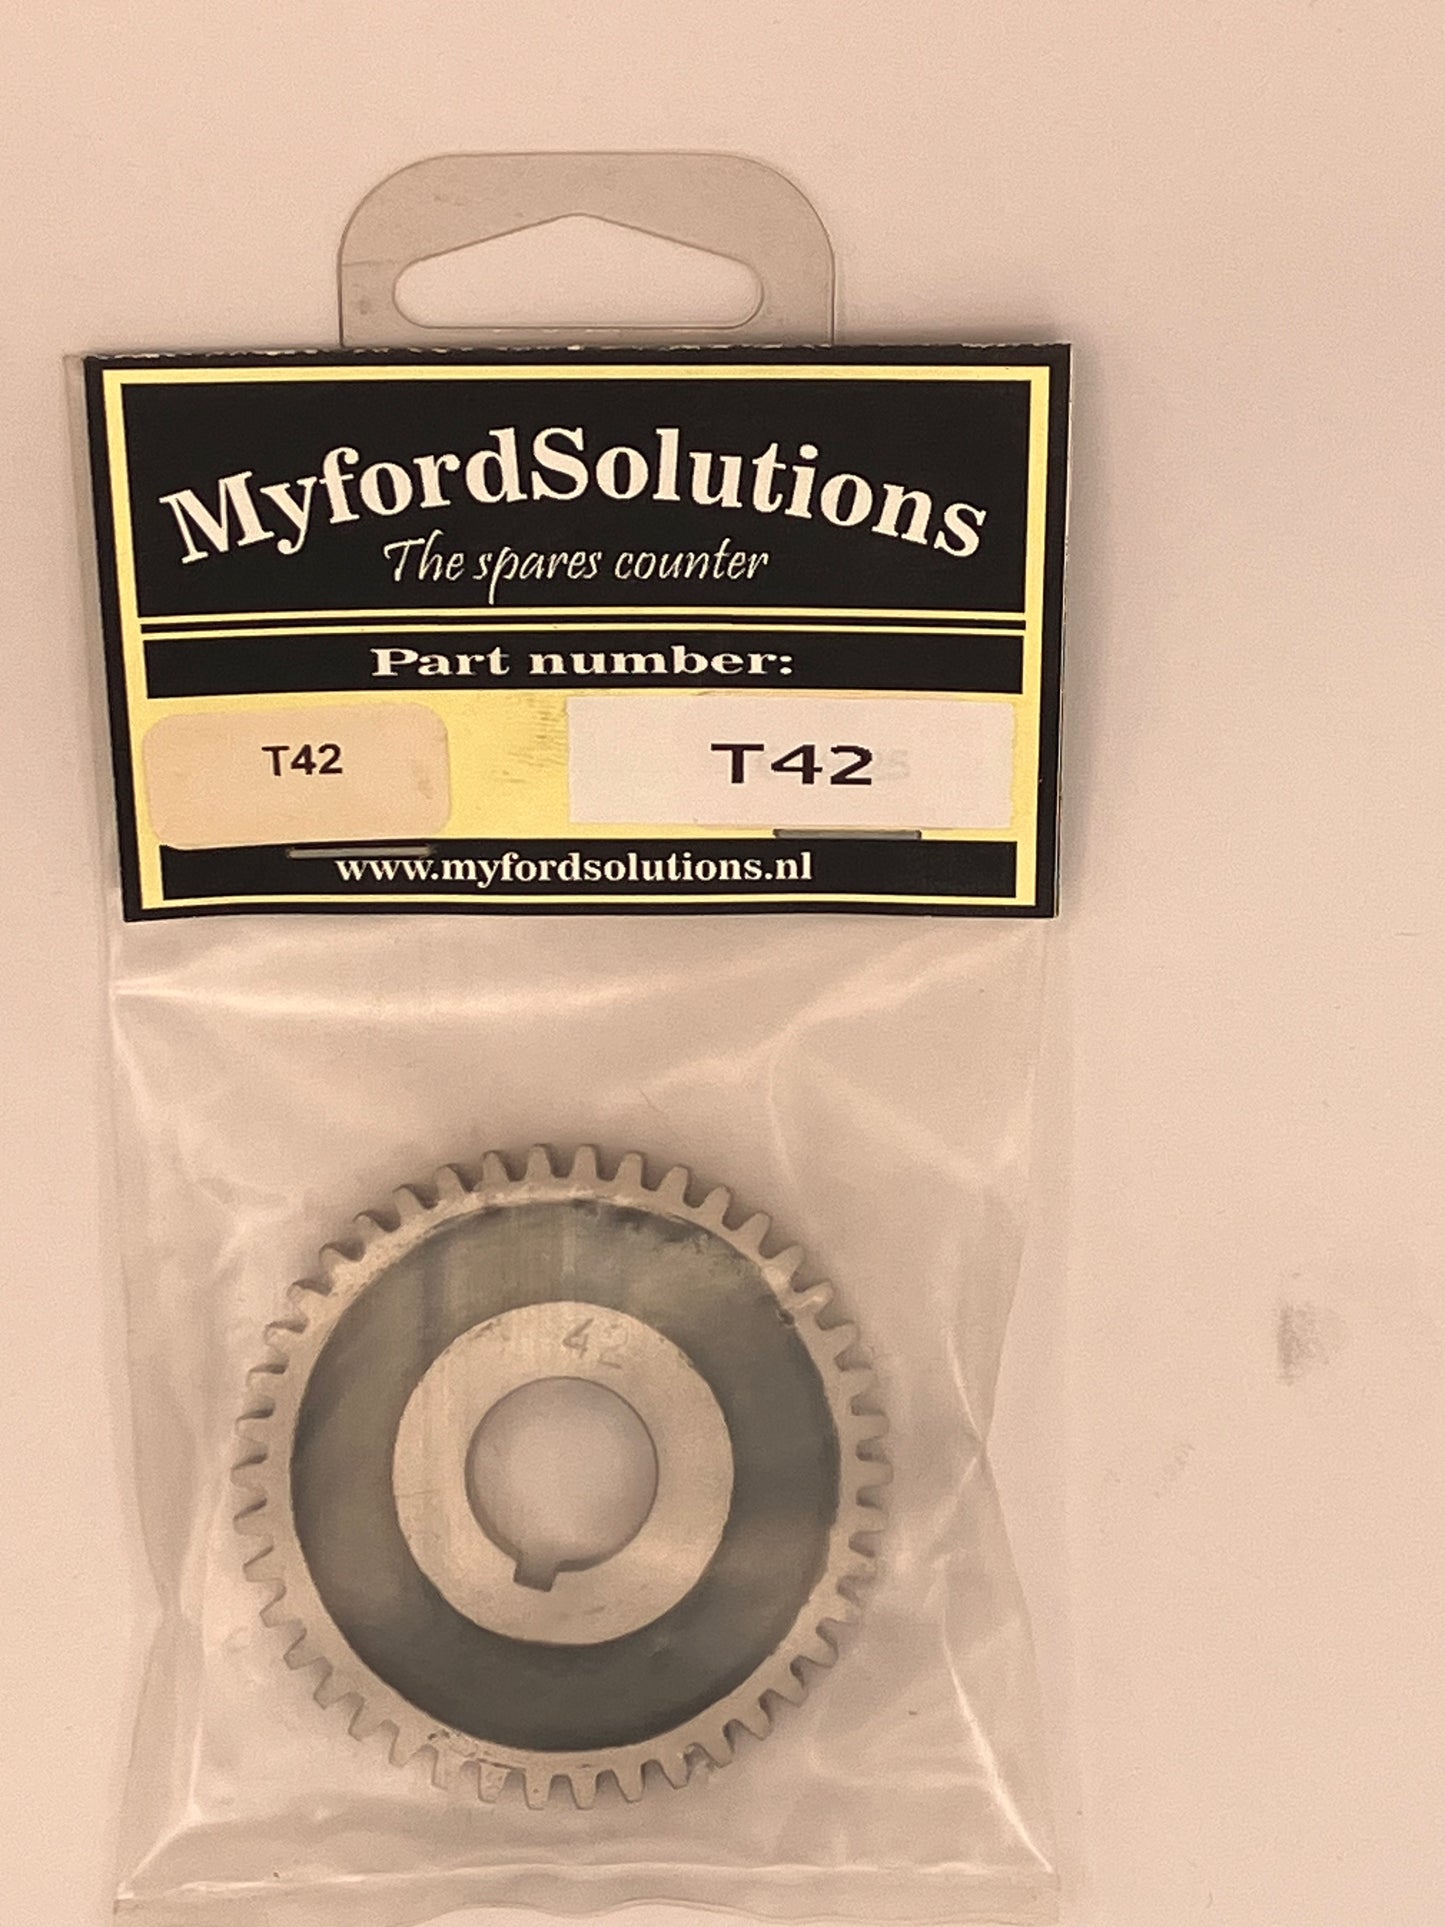 MyfordSolutions
The spares counter
Part number:
T42
T42
www.myfordsolutions.nl
42